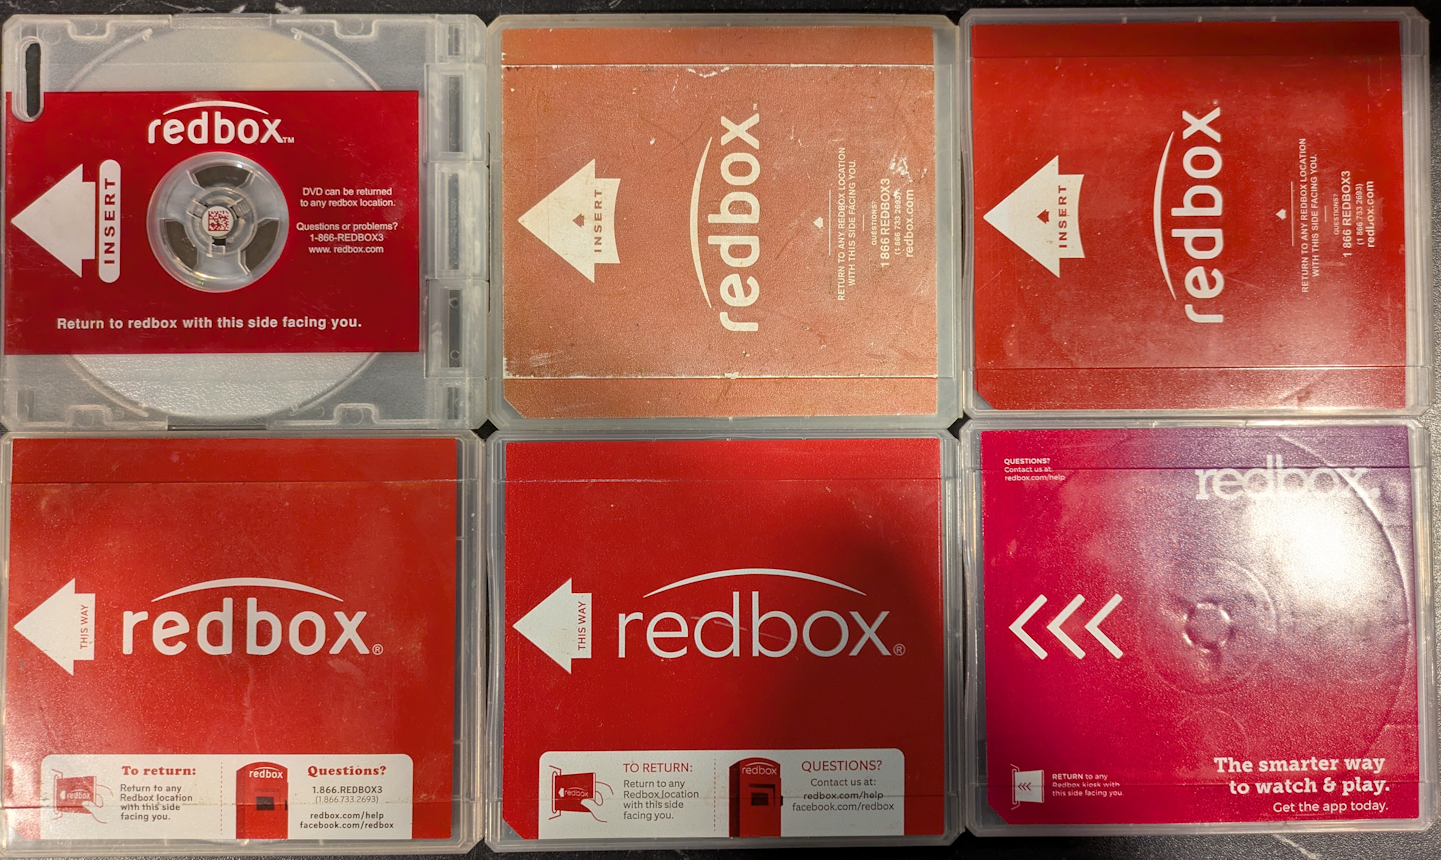 redbox™
INSERT
DVD can be returned
to any redbox location.
Questions or problems?
1-866-REDBOX3
www. redbox.com
Return to redbox with this side facing you.
INSERT
redbox™
RETURN TO ANY REDBOX LOCATION
WITH THIS SIDE FACING YOU.
QUESTIONS?
1 866 REDBOX3
(1 866 733 2693)
redbox.com
INSERT
redbox
RETURN TO ANY REDBOX LOCATION
WITH THIS SIDE FACING YOU.
QUESTIONS?
1 866 REDBOX3
(1 866 733 2693)
redbox.com
THIS WAY
redbox®
redbox
To return:
Return to any
Redbox location
with this side
facing you.
redbox
Questions?
1.866.REDBOX3
(1.866.733.2693)
redbox.com/help
facebook.com/redbox
THIS WAY
redbox®
redbox
TO RETURN:
Return to any
Redbox location
with this side
facing you.
redbox
QUESTIONS?
Contact us at:
redbox.com/help
facebook.com/redbox
QUESTIONS?
Contact us at:
redbox.com/help
redbox.
RETURN to any
Redbox kiosk with
this side facing you.
The smarter way
to watch & play.
Get the app today.